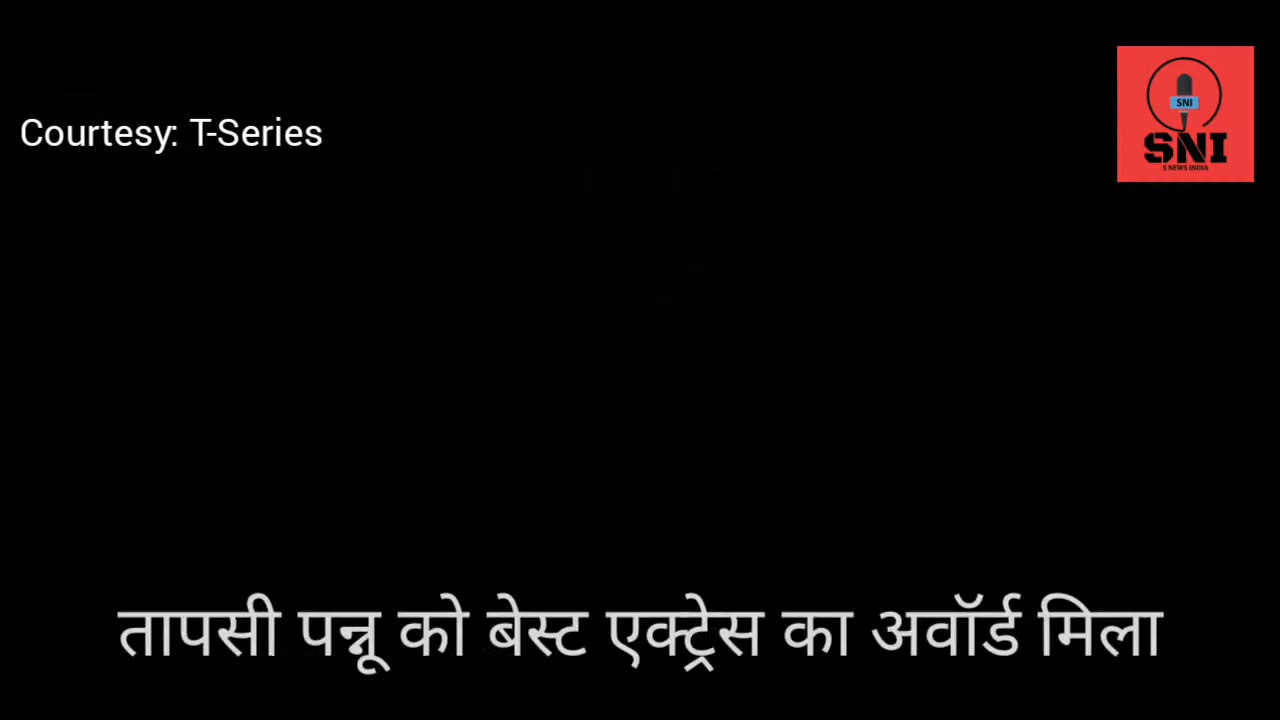 Courtesy: T-Series
SNI
SNI
S NEWS INDIA
तापसी पन्नू को बेस्ट एक्ट्रेस का अवॉर्ड मिला